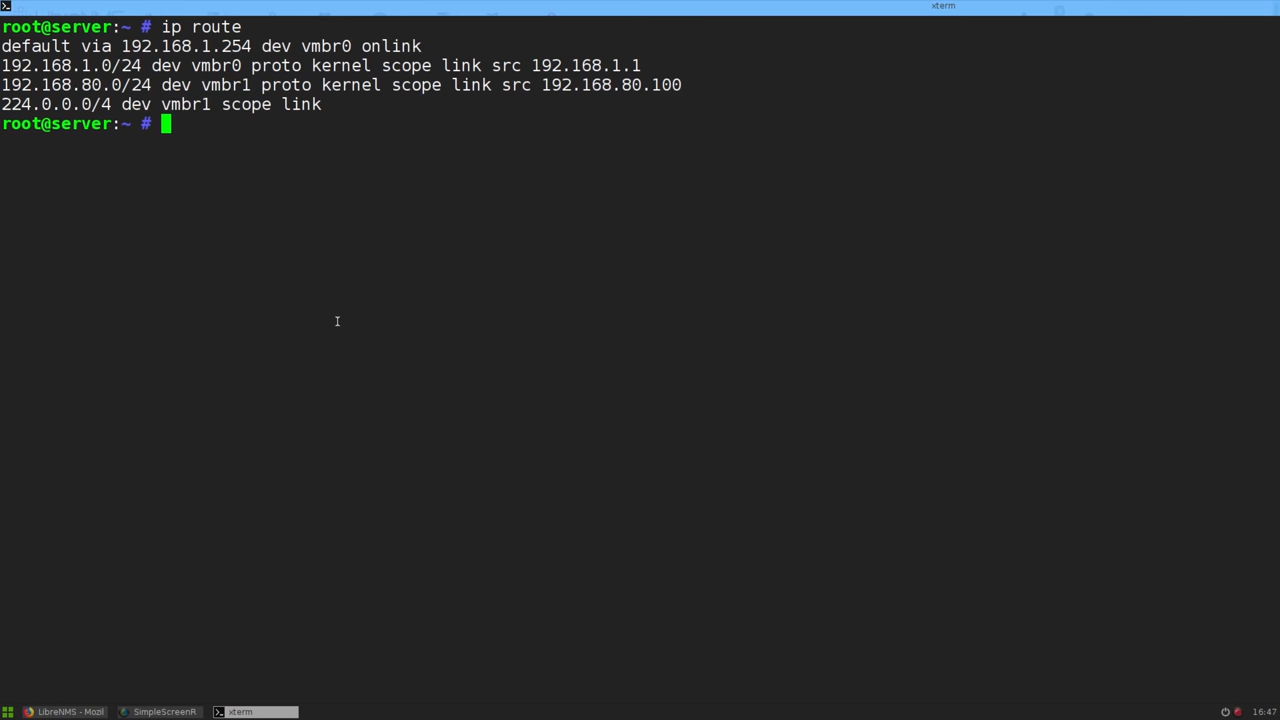 xterm
root@server:~ # ip route
default via 192.168.1.254 dev vmbr0 onlink
192.168.1.0/24 dev vmbr0 proto kernel scope link src 192.168.1.1
192.168.80.0/24 dev vmbr1 proto kernel scope link src 192.168.80.100
224.0.0.0/4 dev vmbr1 scope link
root@server:~ #
LibreNMS - Mozil SimpleScreenR xterm 16:47